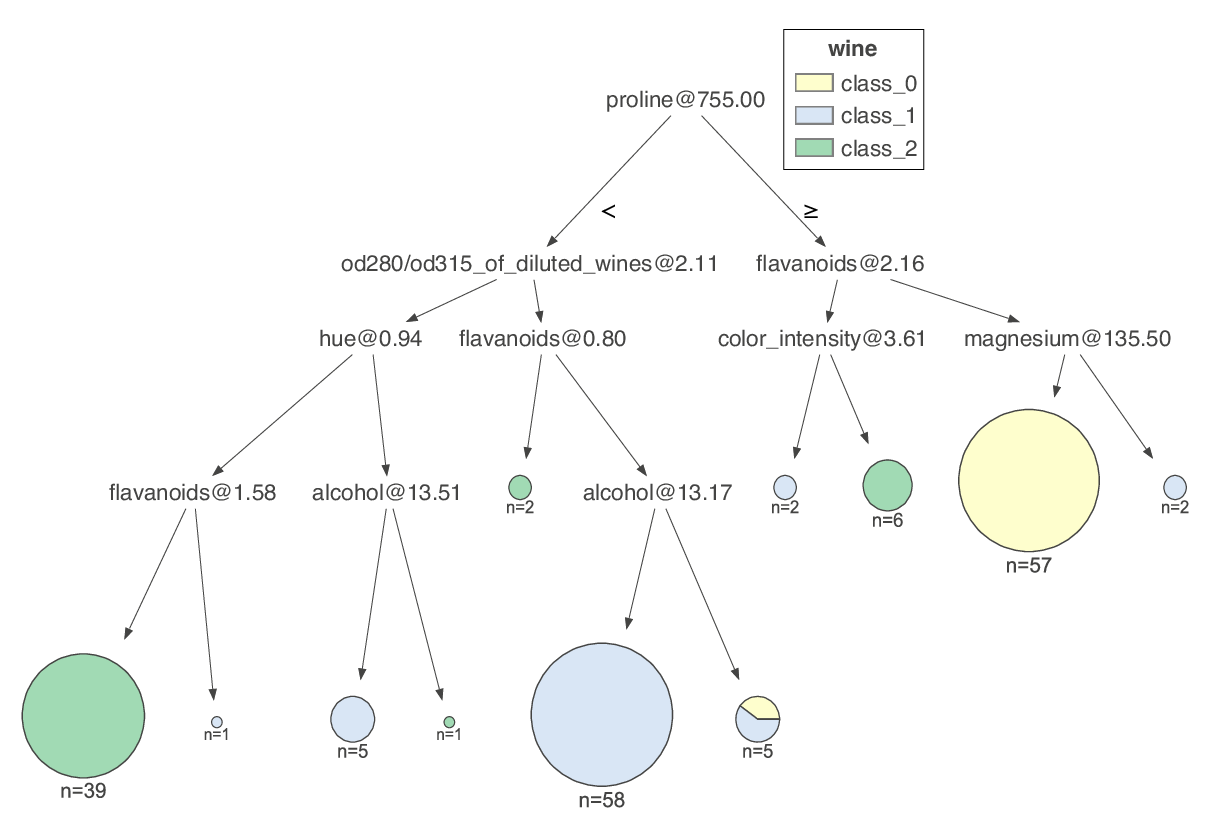 wine
class_0
class_1
class_2
proline@755.00
<
≥
od280/od315_of_diluted_wines@2.11
flavanoids@2.16
hue@0.94
flavanoids@0.80
color_intensity@3.61
magnesium@135.50
flavanoids@1.58
alcohol@13.51
n=2
alcohol@13.17
n=2
n=6
n=57
n=2
n=39
n=1
n=5
n=1
n=58
n=5